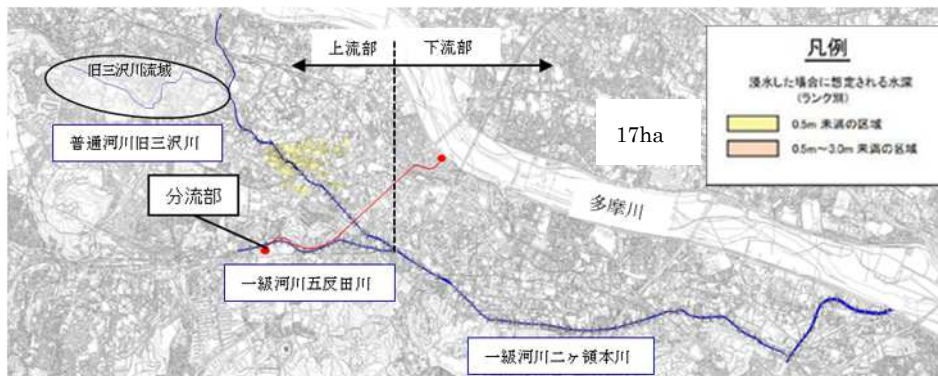 旧三沢川流域
上流部
下流部
普通河川旧三沢川
分流部
一級河川五反田川
多摩川
一級河川二ヶ領本川
17ha
凡例
浸水した場合に想定される水深
(ランク別)
0.5m 未満の区域
0.5m～3.0m 未満の区域